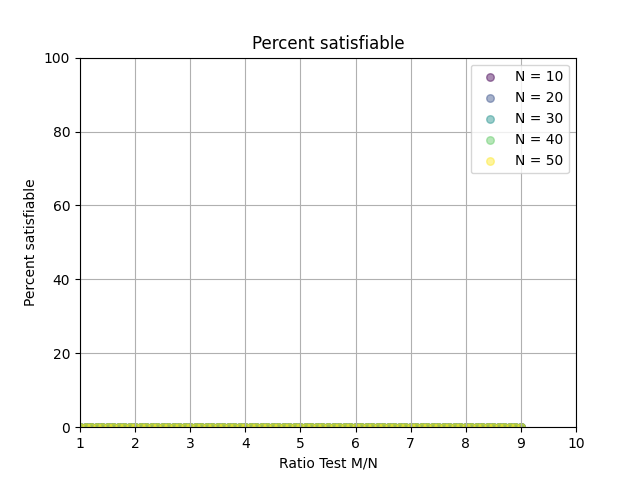 Percent satisfiable
100
80
60
40
20
0
Percent satisfiable
N = 10
N = 20
N = 30
N = 40
N = 50
1 2 3 4 5 6 7 8 9 10
Ratio Test M/N